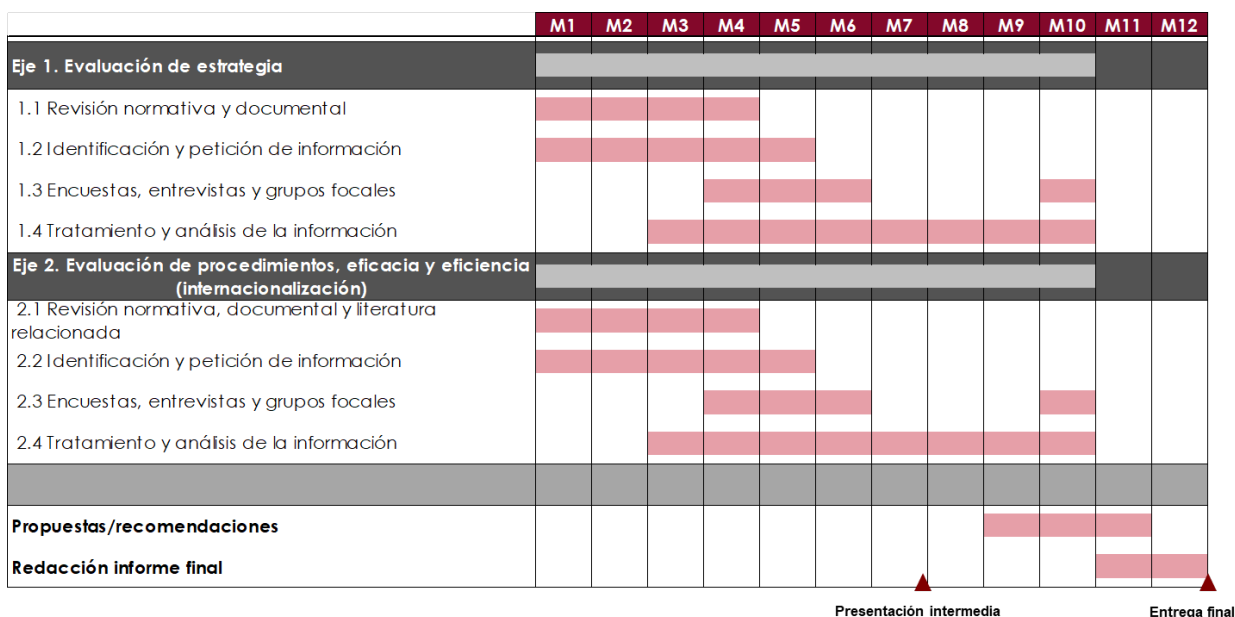 M1 M2 M3 M4 M5 M6 M7 M8 M9 M10 M11 M12
Eje 1. Evaluación de estrategia
1.1 Revisión normativa y documental
1.2 Identificación y petición de información
1.3 Encuestas, entrevistas y grupos focales
1.4 Tratamiento y análisis de la información
Eje 2. Evaluación de procedimientos, eficacia y eficiencia
(internacionalización)
2.1 Revisión normativa, documental y literatura
relacionada
2.2 Identificación y petición de información
2.3 Encuestas, entrevistas y grupos focales
2.4 Tratamiento y análisis de la información
Propuestas/recomendaciones
Redacción informe final
Presentación intermedia
Entrega final